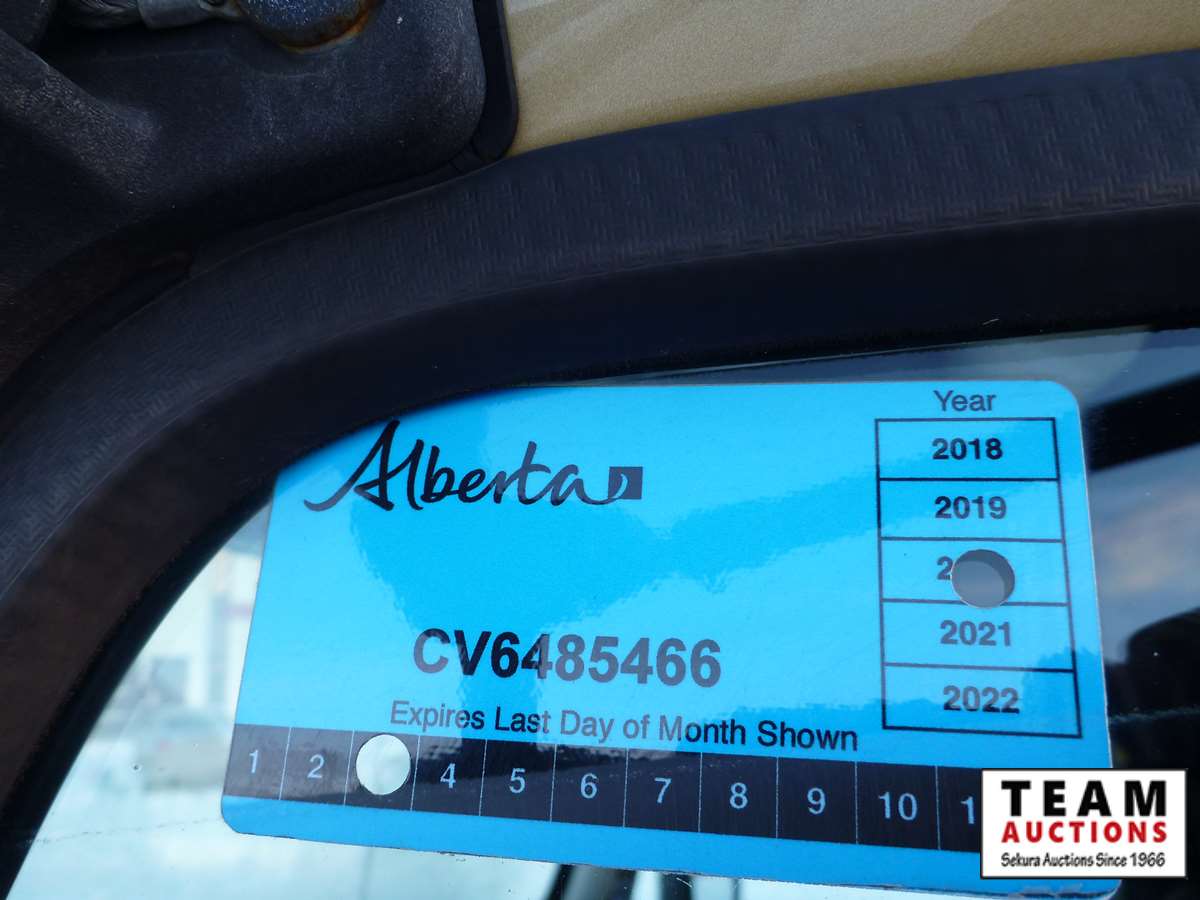 Alberta
Year
2018
2019
2021
2022
CV6485466
Expires Last Day of Month Shown
1 2 4 5 6 7 8 9 10
TEAM
AUCTIONS
Sekura Auctions Since 1966